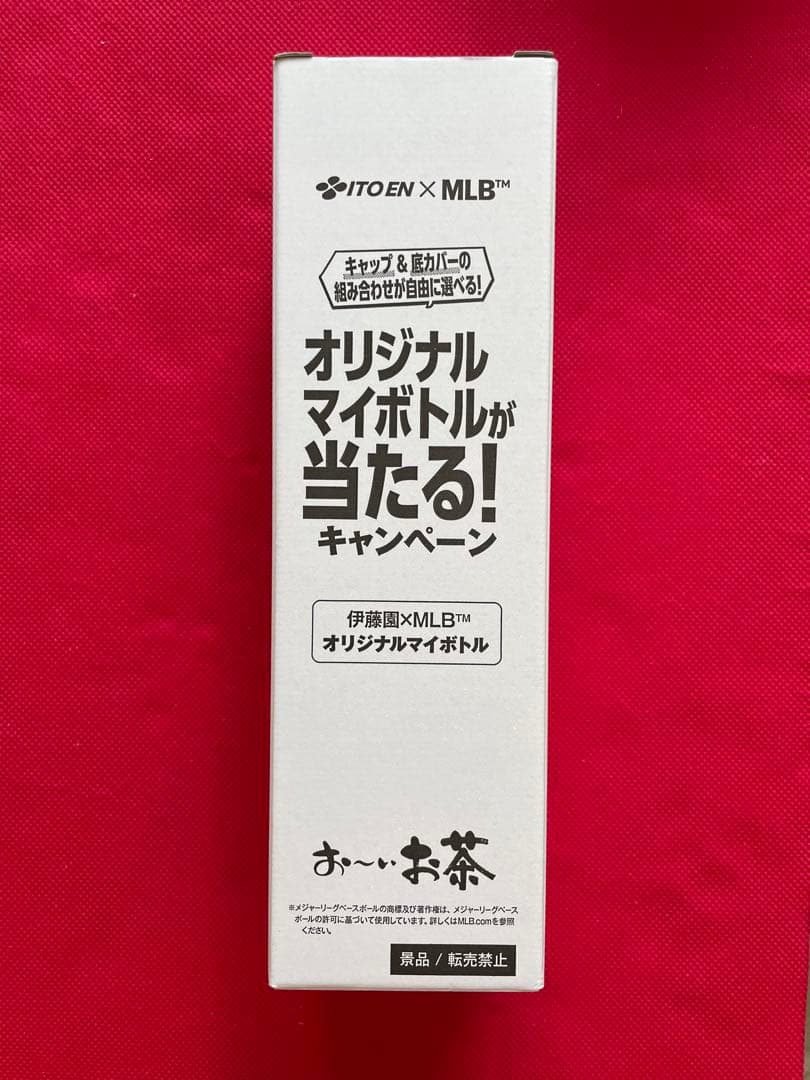 ITO EN × MLB™
キャップ & 底カバーの
組み合わせが自由に選べる!
オリジナル
マイボトルが
当たる!
キャンペーン
伊藤園×MLB™
オリジナルマイボトル
お〜いお茶
※メジャーリーグベースボールの商標及び著作権は、メジャーリーグベース
ボールの許可に基づいて使用しています。詳しくはMLB.comを参照
ください。
景品 / 転売禁止